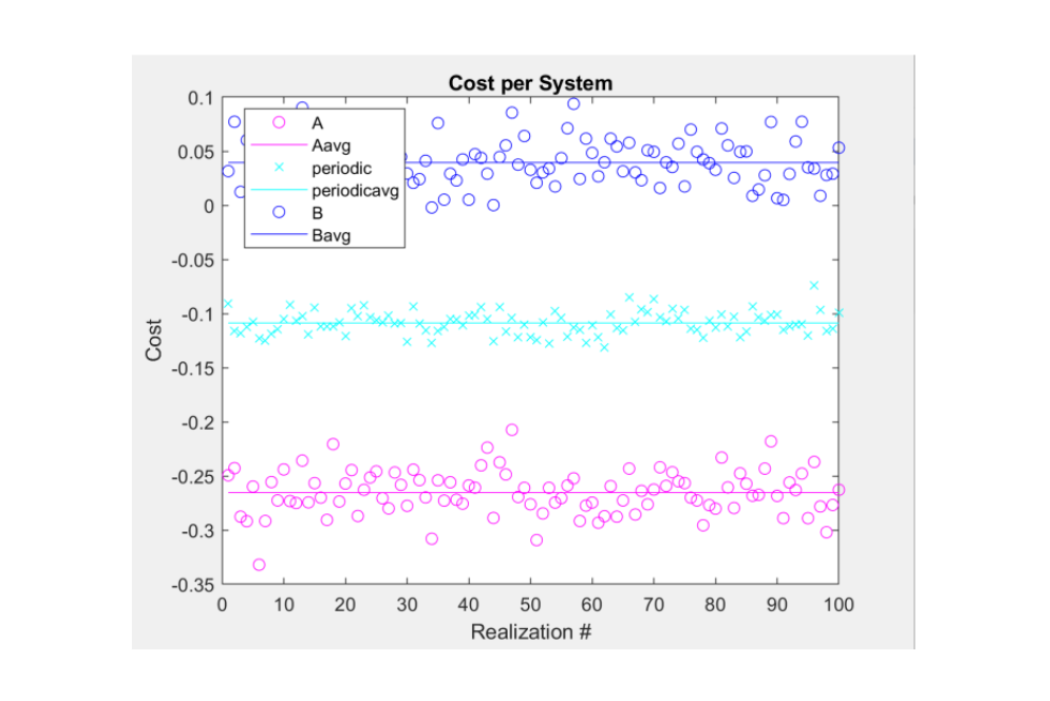 Cost per System
0.1
0.05
0
-0.05
-0.1
-0.15
-0.2
-0.25
-0.3
-0.35
Cost
A
Aavg
periodic
periodicavg
B
Bavg
0 10 20 30 40 50 60 70 80 90 100
Realization #